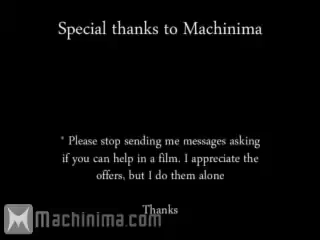 Special thanks to Machinima
* Please stop sending me messages asking
if you can help in a film. I appreciate the
offers, but I do them alone
Thanks
Machinima.com